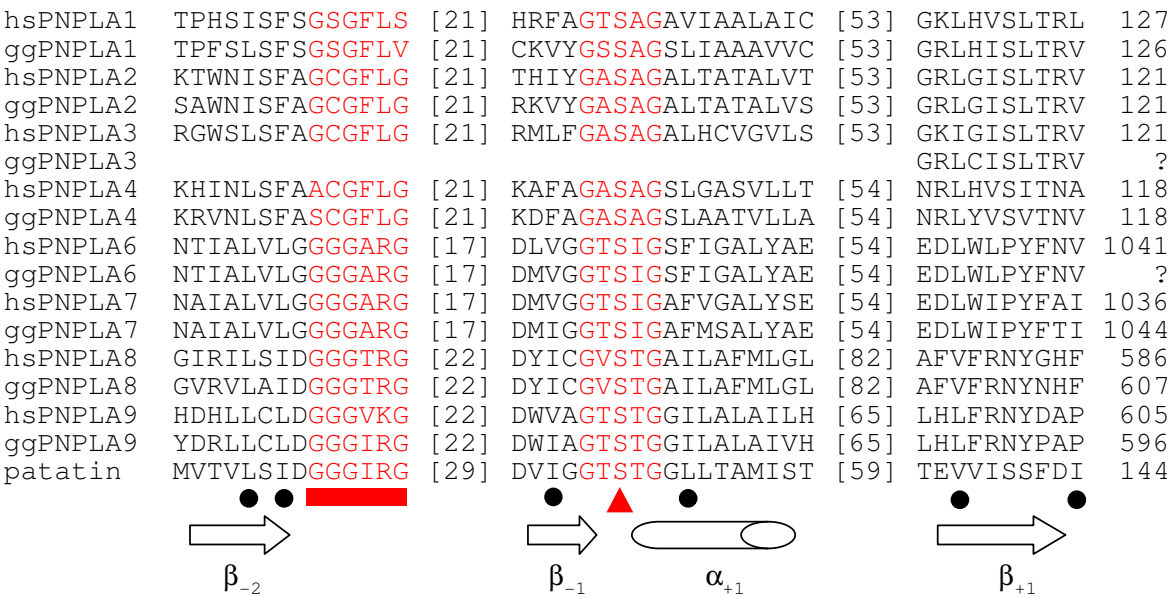 hsPNPLA1 TPHSISFSGSGFLS [21] HRFAGTSAGAVIAALAIC [53] GKLHVSLTRL 127
ggPNPLA1 TPFSLSFSGSGFLV [21] CKVYGSSAGSLIAAAVVC [53] GRLHISLTRV 126
hsPNPLA2 KTWNISFAGCGFLG [21] THIYGASAGALTATALVT [53] GRLGISLTRV 121
ggPNPLA2 SAWNISFAGCGFLG [21] RKVYGASAGALTATALVS [53] GRLGISLTRV 121
hsPNPLA3 RGWSLSFAGCGFLG [21] RMLFGASAGALHCVGVLS [53] GKIGISLTRV 121
ggPNPLA3 GRLCISLTRV ?
hsPNPLA4 KHINLSFAACGFLG [21] KAFAGASAGSLGASVLLT [54] NRLHVSITNA 118
ggPNPLA4 KRVNLSFASCGFLG [21] KDFAGASAGSLAATVLLA [54] NRLYVSVTNV 118
hsPNPLA6 NTIALVLGGGGARG [17] DLVGGTSIGSFIGALYAE [54] EDLWLPYFNV 1041
ggPNPLA6 NTIALVLGGGGARG [17] DMVGGTSIGSFIGALYAE [54] EDLWLPYFNV ?
hsPNPLA7 NAIALVLGGGGARG [17] DMVGGTSIGAFVGALYSE [54] EDLWIPYFAI 1036
ggPNPLA7 NAIALVLGGGGARG [17] DMIGGTSIGAFMSALYAE [54] EDLWIPYFTI 1044
hsPNPLA8 GIRILSIDGGGTRG [22] DYICGVSTGAILAFMLGL [82] AFVFRNYGHF 586
ggPNPLA8 GVRVLAIDGGGTRG [22] DYICGVSTGAILAFMLGL [82] AFVFRNYNHF 607
hsPNPLA9 HDHLLCLDGGGVKG [22] DWVAGTSTGGILALAILH [65] LHLFRNYDAP 605
ggPNPLA9 YDRLLCLDGGGIRG [22] DWIAGTSTGGILALAIVH [65] LHLFRNYPAP 596
patatin MVTVLSIDGGGIRG [29] DVIGGTSTGGLLTAMIST [59] TEVVISSFDI 144
β−2 β−1 α+1 β+1